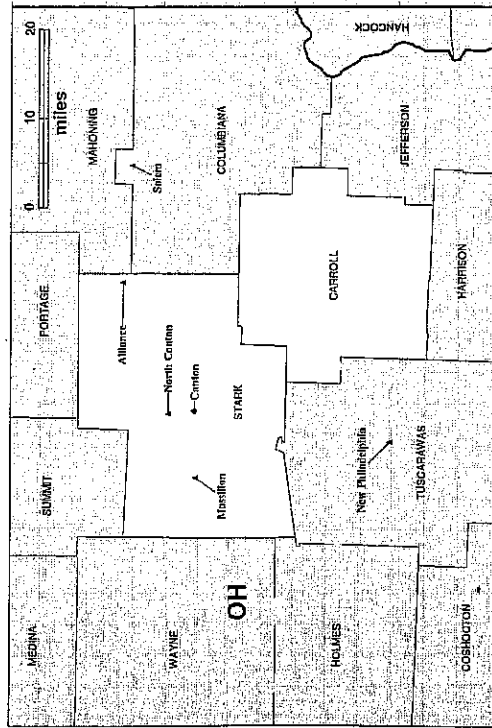 MEDINA
SUMMIT
PORTAGE
0 10 20
miles
MAHONING
Alliance
Salem
North Canton
Canton
Massillon
WAYNE
STARK
COLUMBIANA
OH
HOLMES
CARROLL
HANCOCK
New Philadelphia
TUSCARAWAS
JEFFERSON
HARRISON
COSHOCTON